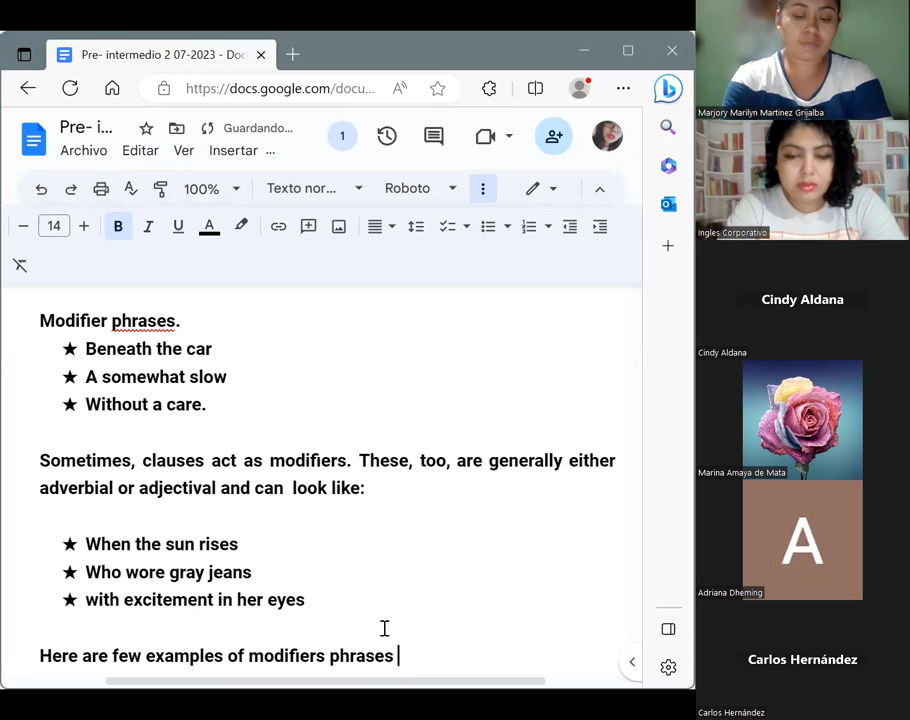 Pre- intermedio 2 07-2023 - Doc
https://docs.google.com/docu...
Pre- i...
Guardando...
1
Archivo Editar Ver Insertar ...
100% Texto nor... Roboto
14 B I U A
Modifier phrases.
★ Beneath the car
★ A somewhat slow
★ Without a care.
Sometimes, clauses act as modifiers. These, too, are generally either
adverbial or adjectival and can look like:
★ When the sun rises
★ Who wore gray jeans
★ with excitement in her eyes
Here are few examples of modifiers phrases
Marjory Marilyn Martinez Grijalba
Ingles Corporativo
Cindy Aldana
Cindy Aldana
Marina Amaya de Mata
A
Adriana Dheming
Carlos Hernández
Carlos Hernández